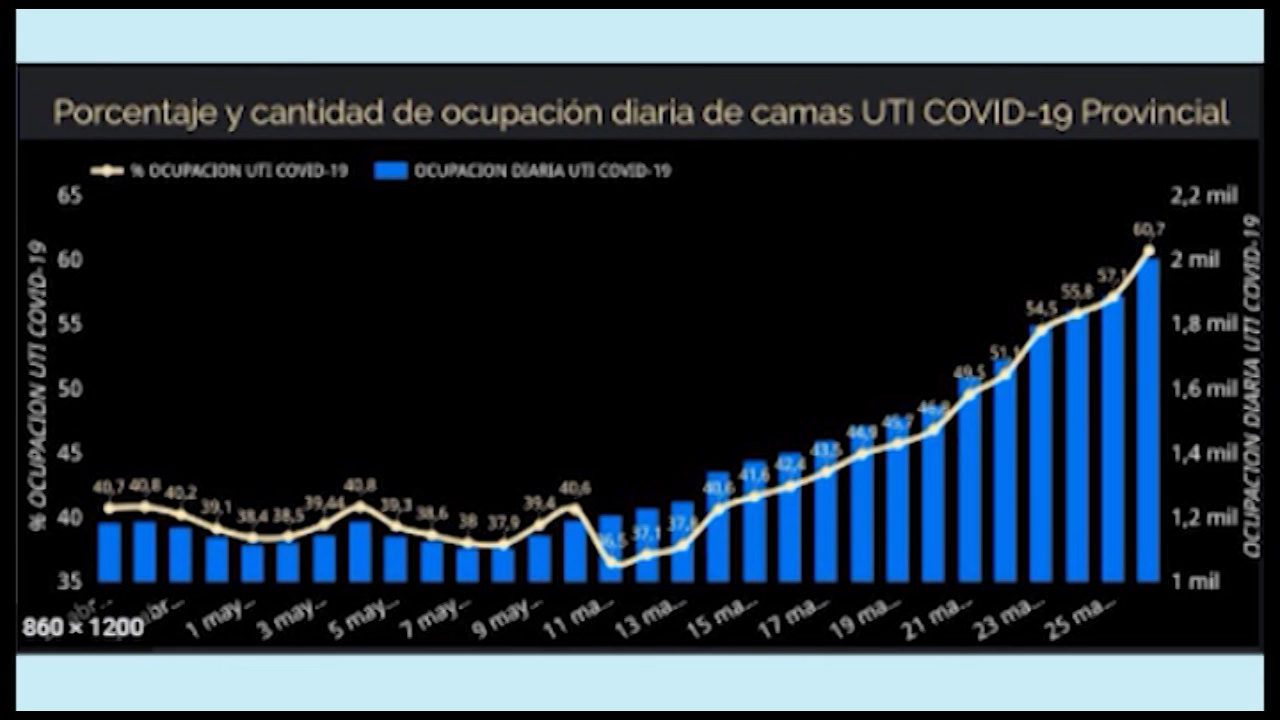 Porcentaje y cantidad de ocupación diaria de camas UTI COVID-19 Provincial
% OCUPACION UTI COVID-19 OCUPACION DIARIA UTI COVID-19
% OCUPACION UTI COVID-19
65
60
55
50
45
40
35
40,7 40,8 40,2 39,1 38,4 38,5 39,44 40,8 39,3 38,6 38 37,9 39,4 40,6 37,1 40,6 41,6 42,4 43,5 44,9 45,7 46,8 49,5 51,1 54,5 55,8 57,1 60,7
2,2 mil
2 mil
1,8 mil
1,6 mil
1,4 mil
1,2 mil
1 mil
OCUPACION DIARIA UTI COVID-19
1 may... 3 may... 5 may... 7 may... 9 may... 11 ma... 13 ma... 15 ma... 17 ma... 19 ma... 21 ma... 23 ma... 25 ma...
860 × 1200